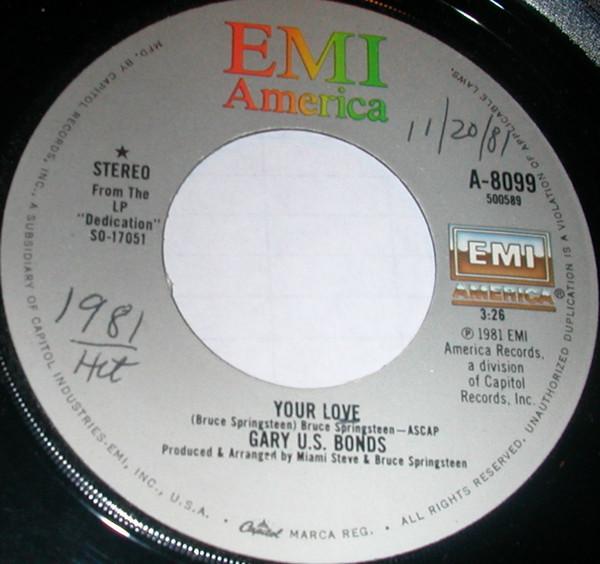 EMI
America
11/20/81
★
STEREO
From The
LP
"Dedication"
SO-17051
A-8099
500589
EMI
AMERICA®
3:26
℗ 1981 EMI
America Records,
a division
of Capitol
Records, Inc.
1981
Hit
YOUR LOVE
(Bruce Springsteen) Bruce Springsteen—ASCAP
GARY U.S. BONDS
Produced & Arranged by Miami Steve & Bruce Springsteen
MFD. BY CAPITOL RECORDS, INC., A SUBSIDIARY OF CAPITOL INDUSTRIES-EMI, INC., U.S.A. • Capitol MARCA REG. • ALL RIGHTS RESERVED. UNAUTHORIZED DUPLICATION IS A VIOLATION OF APPLICABLE LAWS.